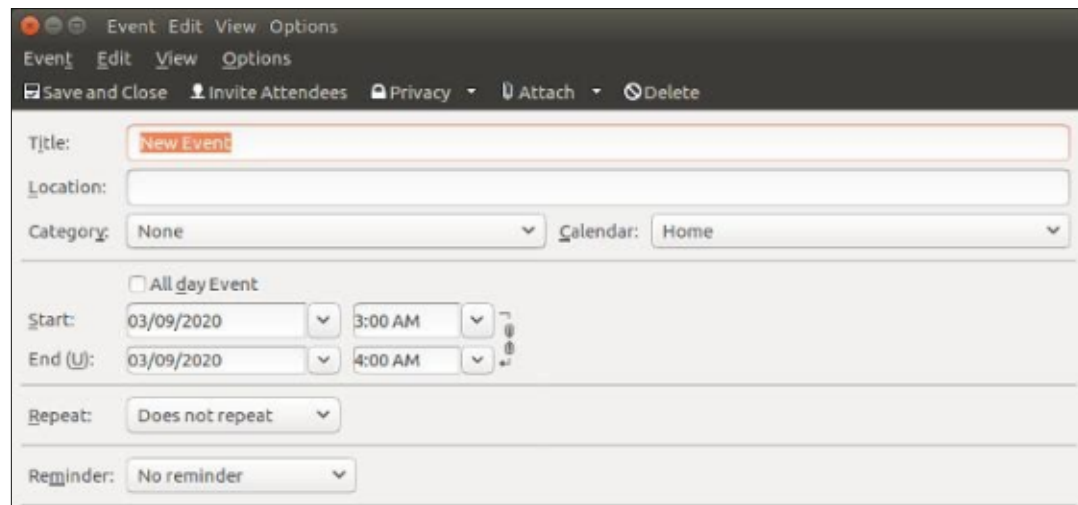 Event Edit View Options
Event Edit View Options
Save and Close Invite Attendees Privacy Attach Delete
Title: New Event
Location:
Category: None Calendar: Home
All day Event
Start: 03/09/2020 3:00 AM
End (U): 03/09/2020 4:00 AM
Repeat: Does not repeat
Reminder: No reminder